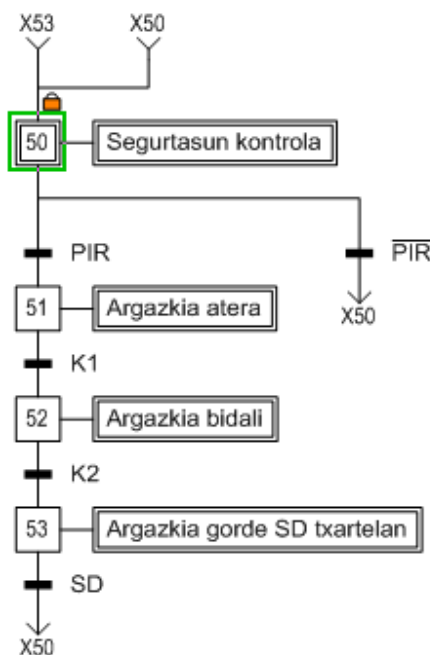 X53 X50
50 Segurtasun kontrola
PIR P̅I̅R̅
51 Argazkia atera X50
K1
52 Argazkia bidali
K2
53 Argazkia gorde SD txartelan
SD
X50